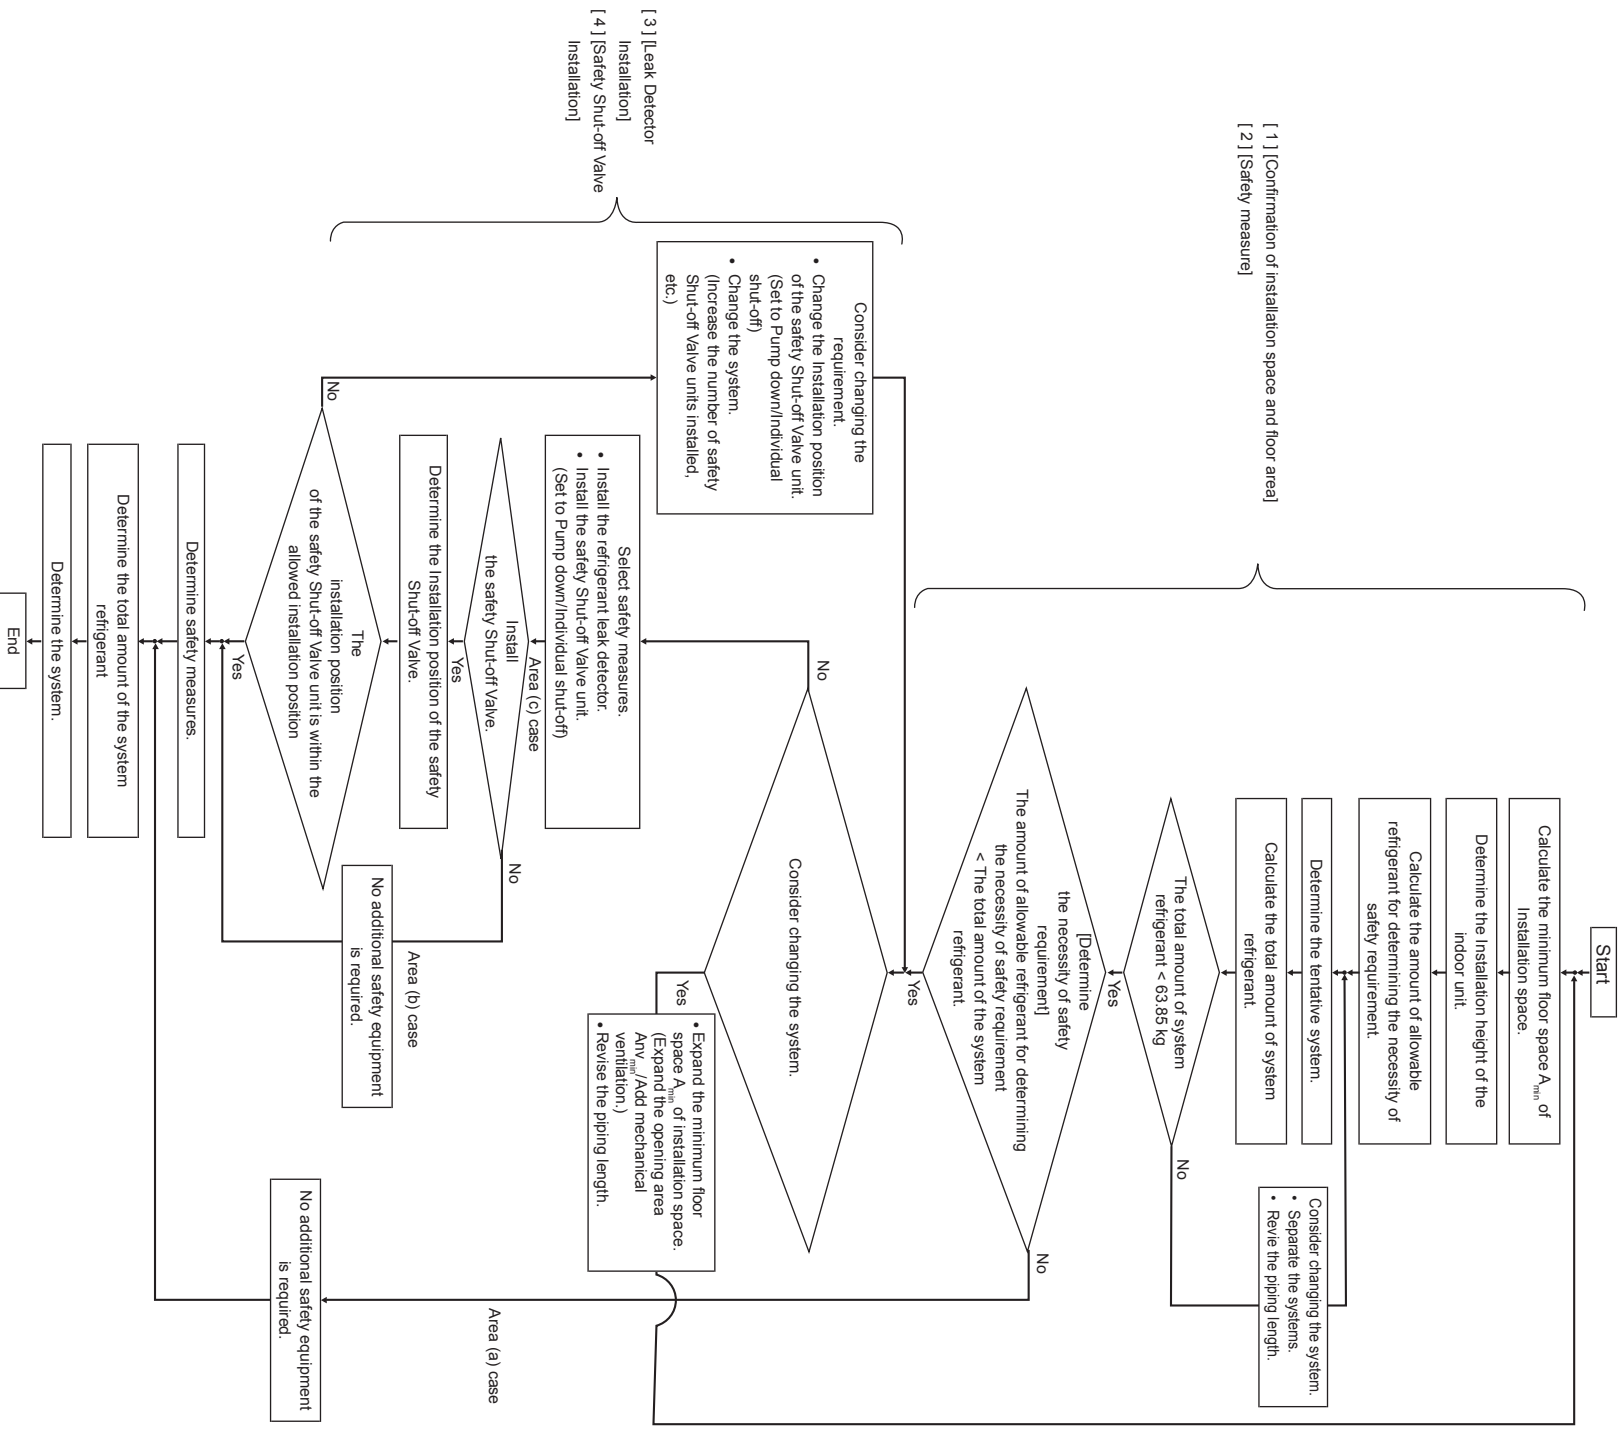 Start
Calculate the minimum floor space Amin of
Installation space.
Determine the Installation height of the
indoor unit.
Calculate the amount of allowable
refrigerant for determining the necessity of
safety requirement.
Determine the tentative system.
Calculate the total amount of system
refrigerant.
The total amount of system
refrigerant < 63.85 kg
No
Consider changing the system.
• Separate the systems.
• Revie the piping length.
Yes
[Determine
the necessity of safety
requirement]
The amount of allowable refrigerant for determining
the necessity of safety requirement
< The total amount of the system
refrigerant.
No
Yes
[ 1 ] [Confirmation of installation space and floor area]
[ 2 ] [Safety measure]
Consider changing the system.
No
Yes
• Expand the minimum floor
space Amin of installation space.
(Expand the opening area
Anvmin/Add mechanical
ventilation.)
• Revise the piping length.
Consider changing the
requirement.
• Change the Installation position
of the safety Shut-off Valve unit.
(Set to Pump down/Individual
shut-off)
• Change the system.
(Increase the number of safety
Shut-off Valve units installed,
etc.)
[ 3 ] [Leak Detector
Installation]
[ 4 ] [Safety Shut-off Valve
Installation]
Select safety measures.
• Install the refrigerant leak detector.
• Install the safety Shut-off Valve unit.
(Set to Pump down/Individual shut-off)
Area (c) case
Install
the safety Shut-off Valve.
No
Yes
Area (b) case
No additional safety equipment
is required.
Determine the Installation position of the safety
Shut-off Valve.
The
installation position
of the safety Shut-off Valve unit is within the
allowed installation position
No
Yes
Area (a) case
No additional safety equipment
is required.
Determine safety measures.
Determine the total amount of the system
refrigerant
Determine the system.
End